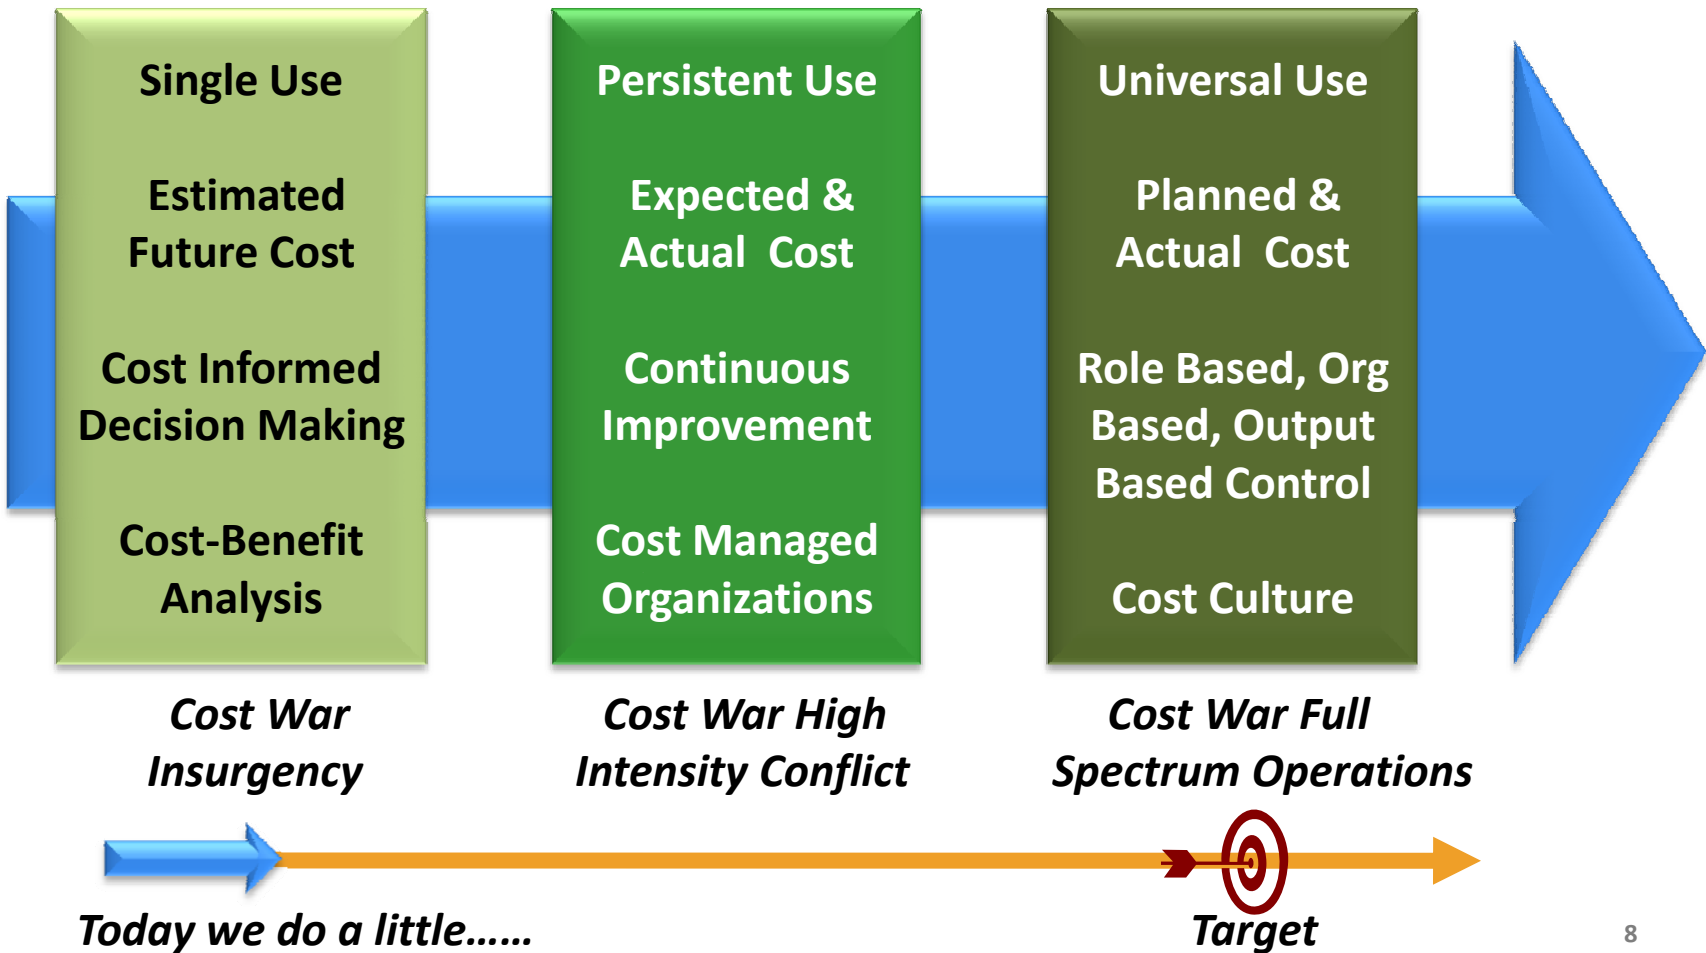 Single Use
Estimated
Future Cost
Cost Informed
Decision Making
Cost-Benefit
Analysis
Persistent Use
Expected &
Actual Cost
Continuous
Improvement
Cost Managed
Organizations
Universal Use
Planned &
Actual Cost
Role Based, Org
Based, Output
Based Control
Cost Culture
Cost War
Insurgency
Cost War High
Intensity Conflict
Cost War Full
Spectrum Operations
Today we do a little......
Target
8